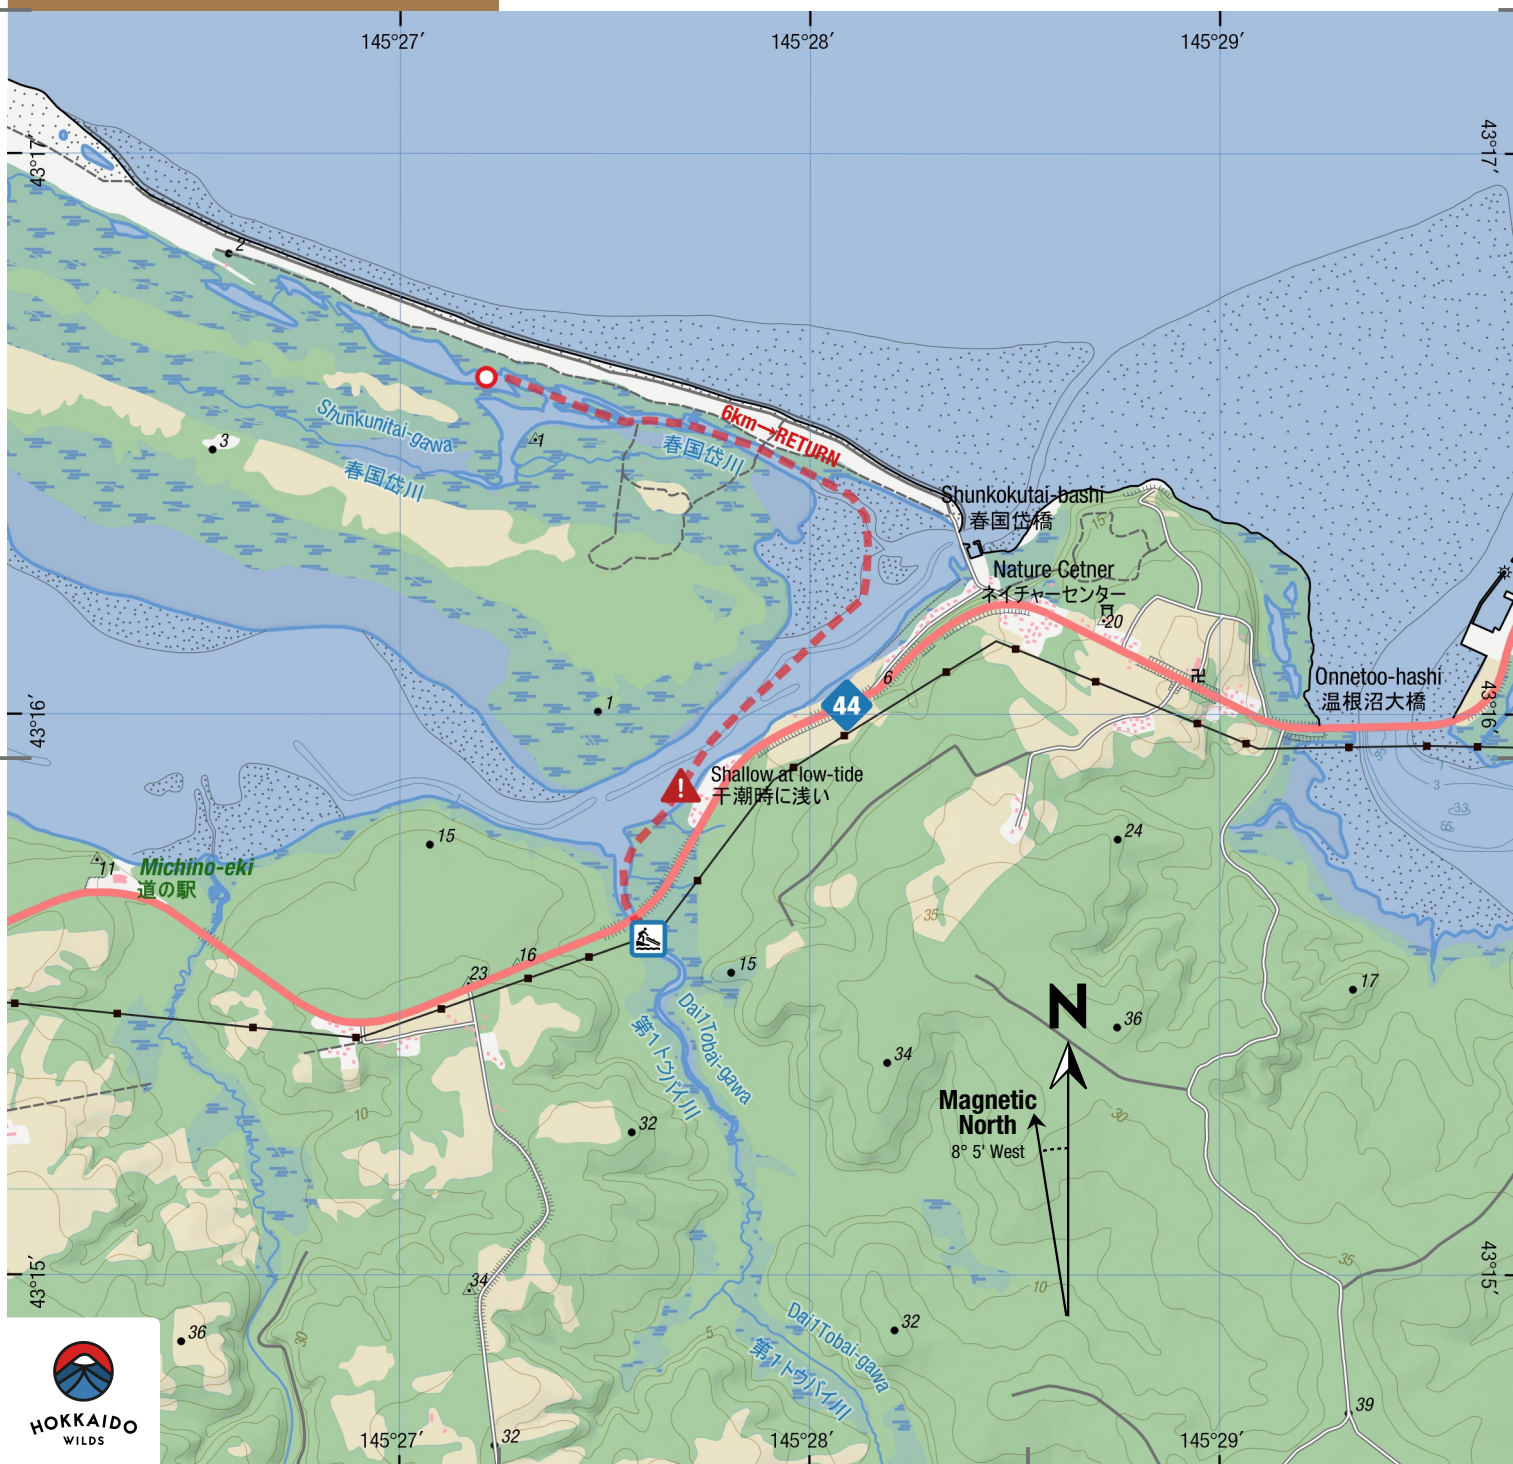 145°27′
145°28′
145°29′
43°17′
43°17′
2
Shunkunitai-gawa
春国岱川
3
1
6km→RETURN
春国岱川
Shunkokutai-bashi
春国岱橋
15
Nature Cetner
ネイチャーセンター
20
卍
6
44
1
Onnetoo-hashi
温根沼大橋
43°16′
43°16′
Shallow at low-tide
干潮時に浅い
!
11
Michino-eki
道の駅
15
24
35
16
23
15
17
36
34
Dai1Tobai-gawa
第1トウバイ川
N
Magnetic
North
8° 5' West
10
32
30
43°15′
43°15′
34
35
10
36
30
5
32
Dai1Tobai-gawa
第1トウバイ川
39
32
HOKKAIDO
WILDS
145°27′
145°28′
145°29′